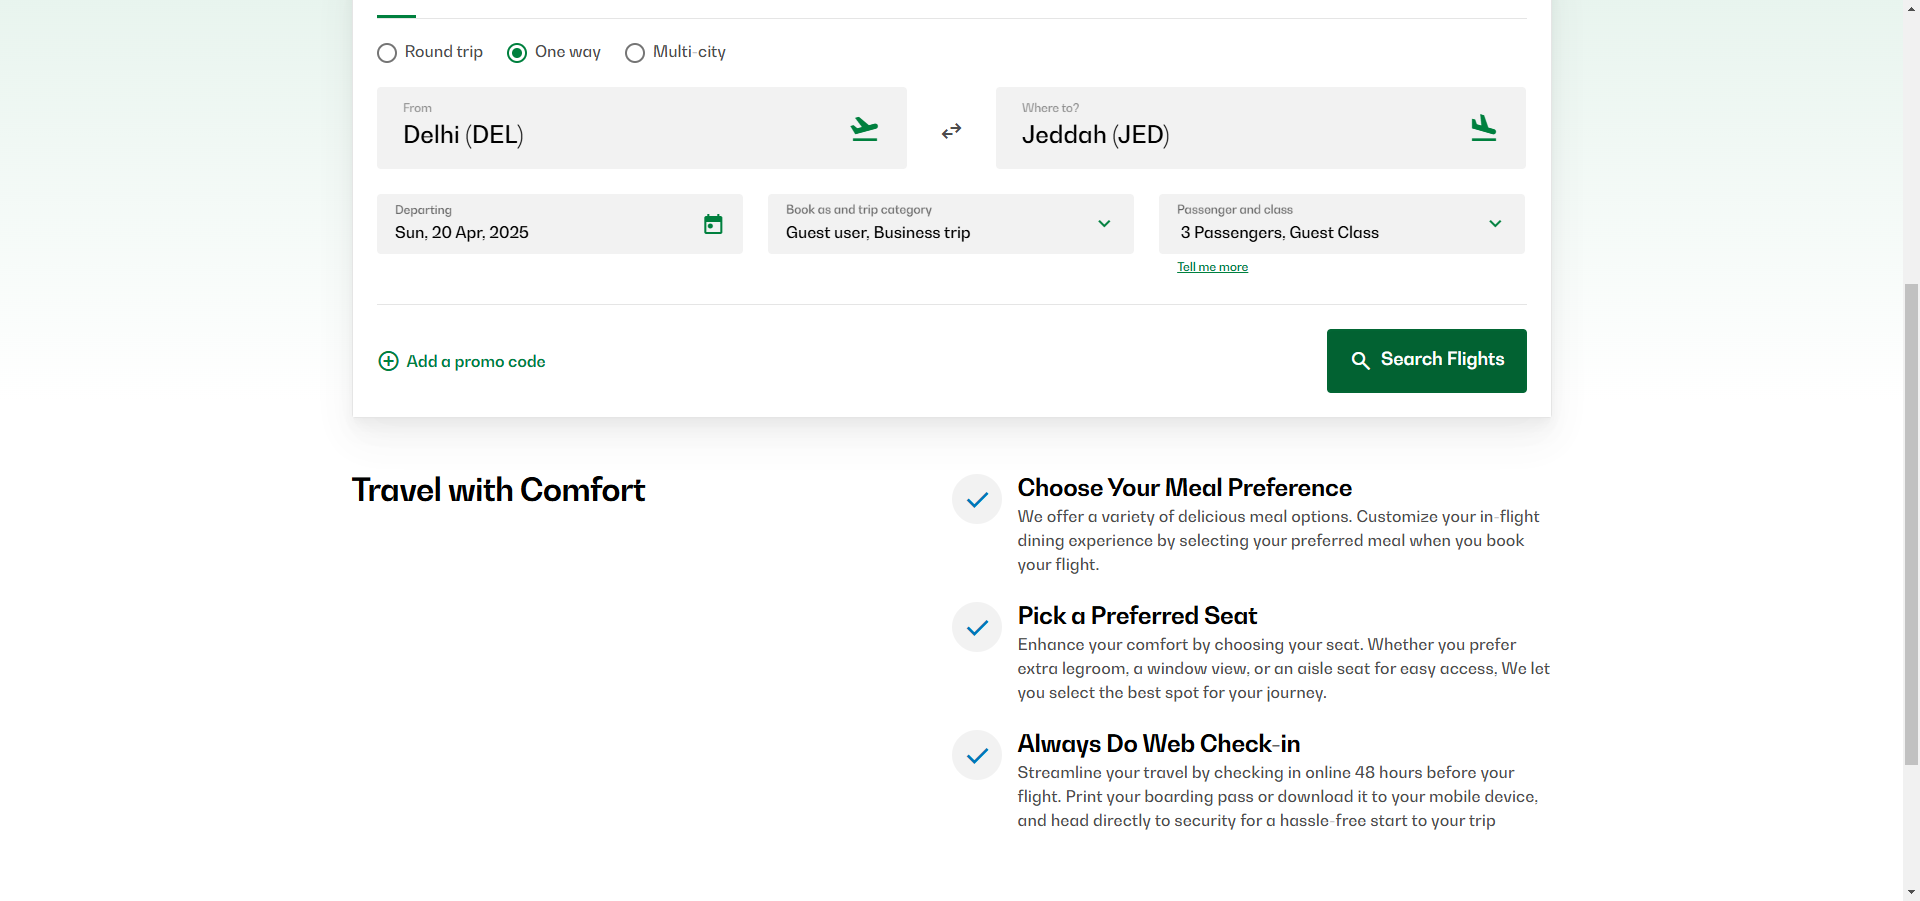 Round trip One way Multi-city
From
Delhi (DEL)
Where to?
Jeddah (JED)
Departing
Sun, 20 Apr, 2025
Book as and trip category
Guest user, Business trip
Passenger and class
3 Passengers, Guest Class
Tell me more
Add a promo code
Search Flights
Travel with Comfort
Choose Your Meal Preference
We offer a variety of delicious meal options. Customize your in-flight
dining experience by selecting your preferred meal when you book
your flight.
Pick a Preferred Seat
Enhance your comfort by choosing your seat. Whether you prefer
extra legroom, a window view, or an aisle seat for easy access, We let
you select the best spot for your journey.
Always Do Web Check-in
Streamline your travel by checking in online 48 hours before your
flight. Print your boarding pass or download it to your mobile device,
and head directly to security for a hassle-free start to your trip